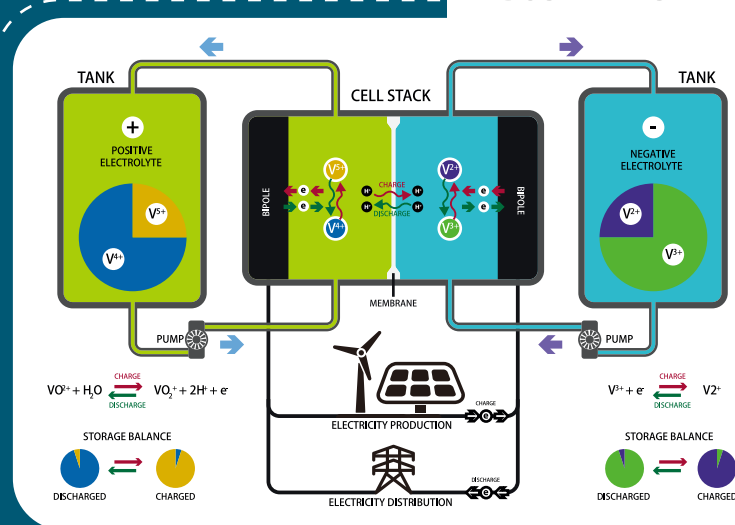 TANK
+
POSITIVE
ELECTROLYTE
V⁵⁺
V⁴⁺
PUMP
CELL STACK
BIPOLE
V⁵⁺
V⁴⁺
e
e
H⁺
H⁺
CHARGE
DISCHARGE
H⁺
H⁺
V²⁺
V³⁺
e
e
BIPOLE
MEMBRANE
TANK
-
NEGATIVE
ELECTROLYTE
V²⁺
V³⁺
PUMP
VO²⁺ + H₂O
CHARGE
DISCHARGE
VO₂⁺ + 2H⁺ + e⁻
STORAGE BALANCE
DISCHARGED
CHARGED
CHARGE
e
ELECTRICITY PRODUCTION
DISCHARGE
e
ELECTRICITY DISTRIBUTION
V³⁺ + e⁻
CHARGE
DISCHARGE
V2⁺
STORAGE BALANCE
DISCHARGED
CHARGED